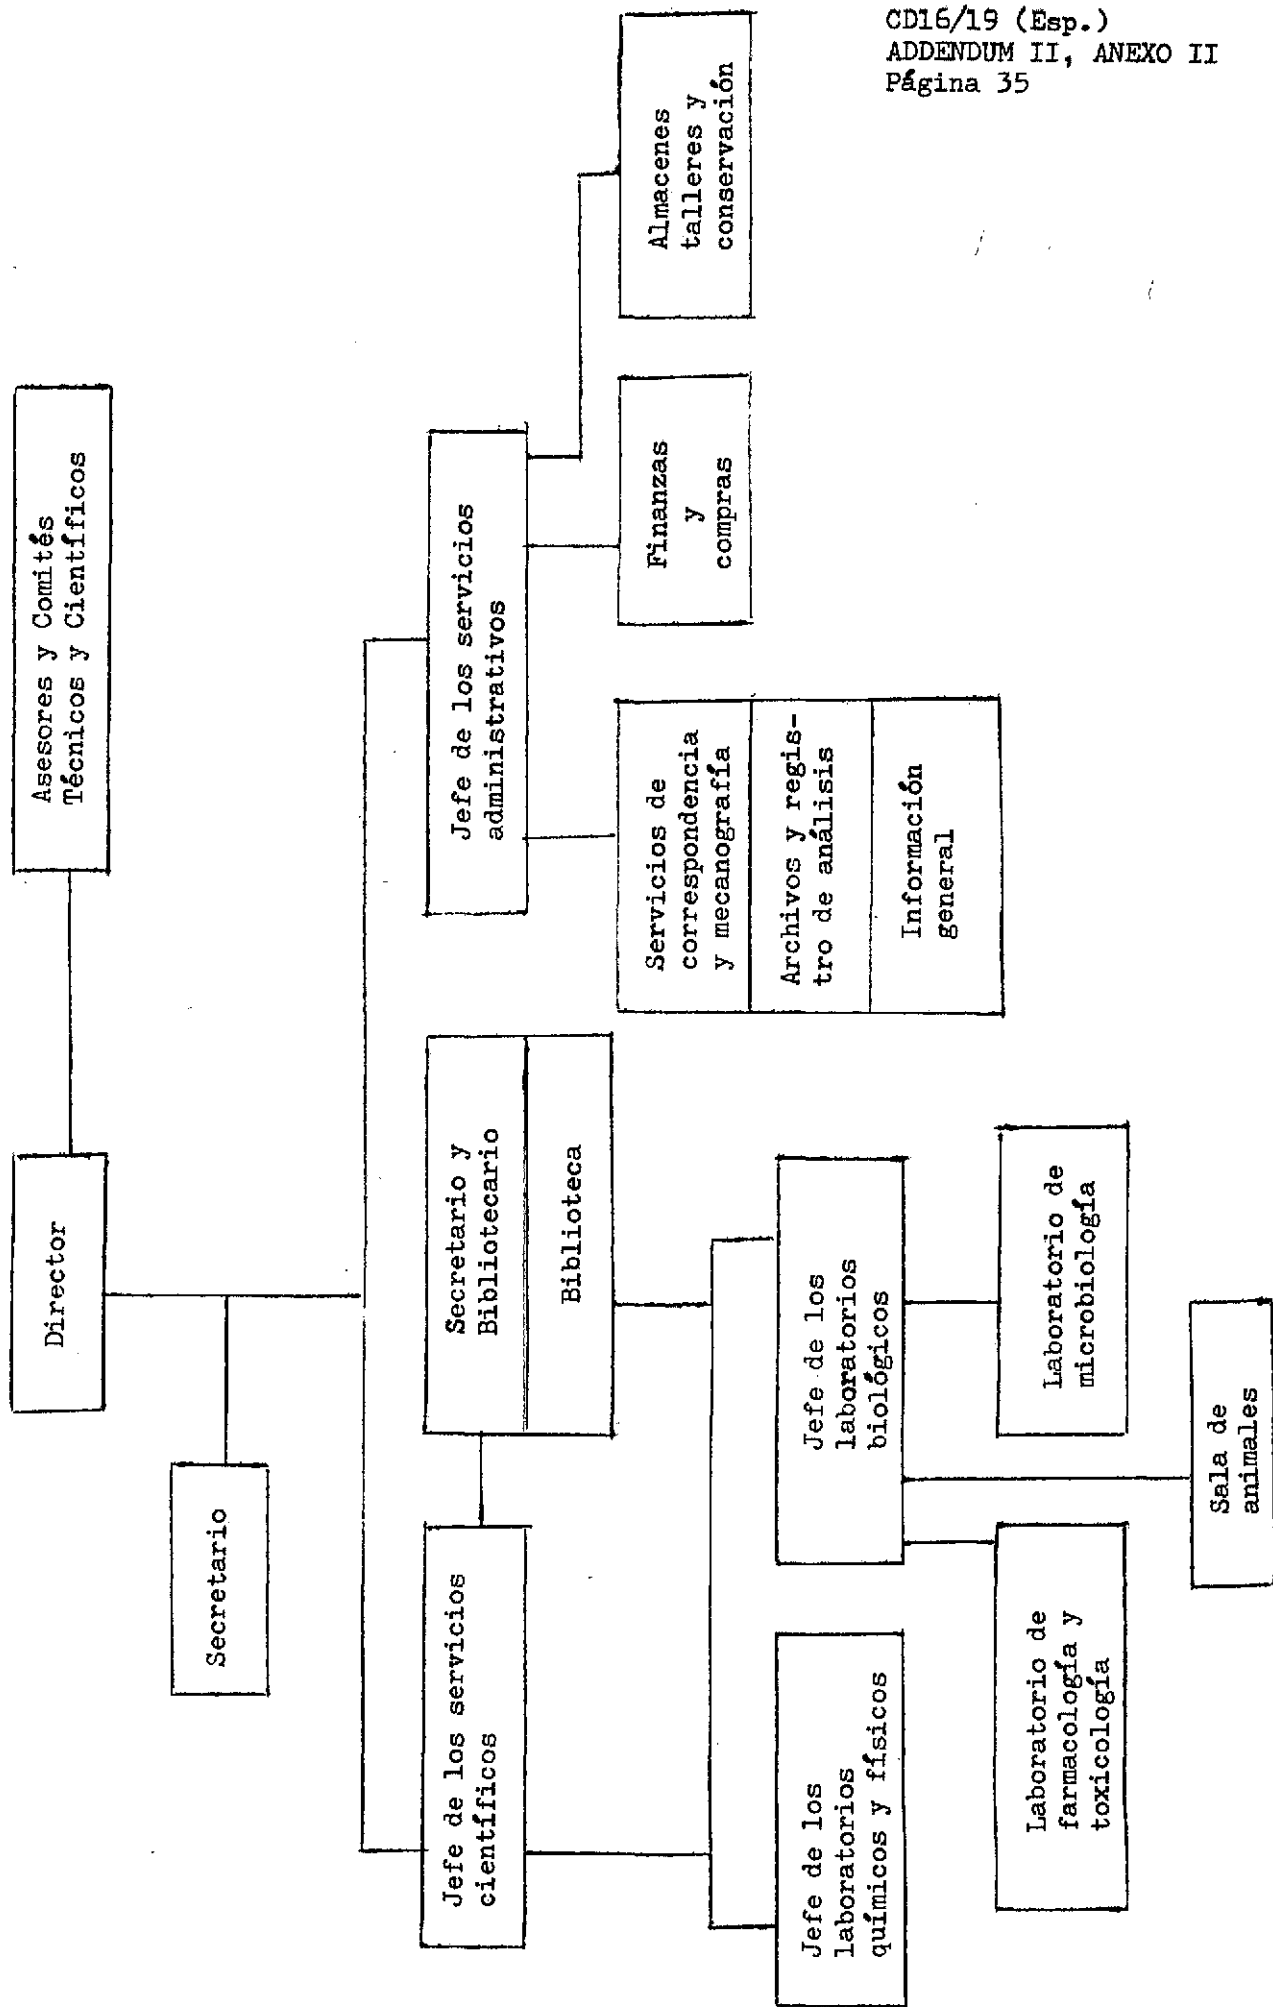 CD16/19 (Esp.)
ADDENDUM II, ANEXO II
Página 35
Asesores y Comités
Técnicos y Científicos
Director
Secretario
Jefe de los servicios
científicos
Secretario y
Bibliotecario
Biblioteca
Jefe de los servicios
administrativos
Servicios de
correspondencia
y mecanografía
Archivos y regis-
tro de análisis
Información
general
Finanzas
y
compras
Almacenes
talleres y
conservación
Jefe de los
laboratorios
químicos y físicos
Jefe de los
laboratorios
biológicos
Laboratorio de
farmacología y
toxicología
Laboratorio de
microbiología
Sala de
animales